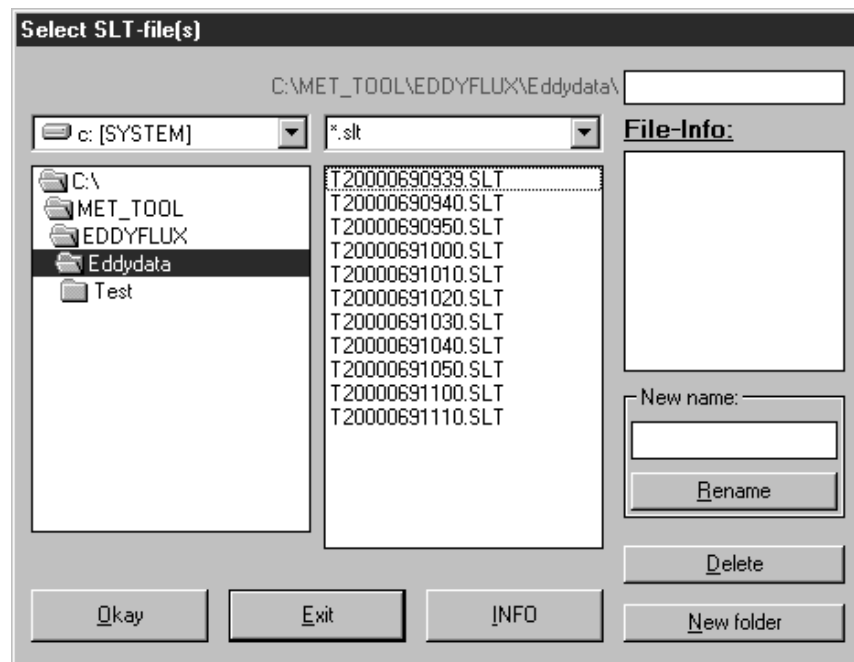 Select SLT-file(s)
C:\MET_TOOL\EDDYFLUX\Eddydata\
c: [SYSTEM]
*.slt
File-Info:
C:\
MET_TOOL
EDDYFLUX
Eddydata
Test
T20000690939.SLT
T20000690940.SLT
T20000690950.SLT
T20000691000.SLT
T20000691010.SLT
T20000691020.SLT
T20000691030.SLT
T20000691040.SLT
T20000691050.SLT
T20000691100.SLT
T20000691110.SLT
New name:
Rename
Delete
Okay
Exit
INFO
New folder